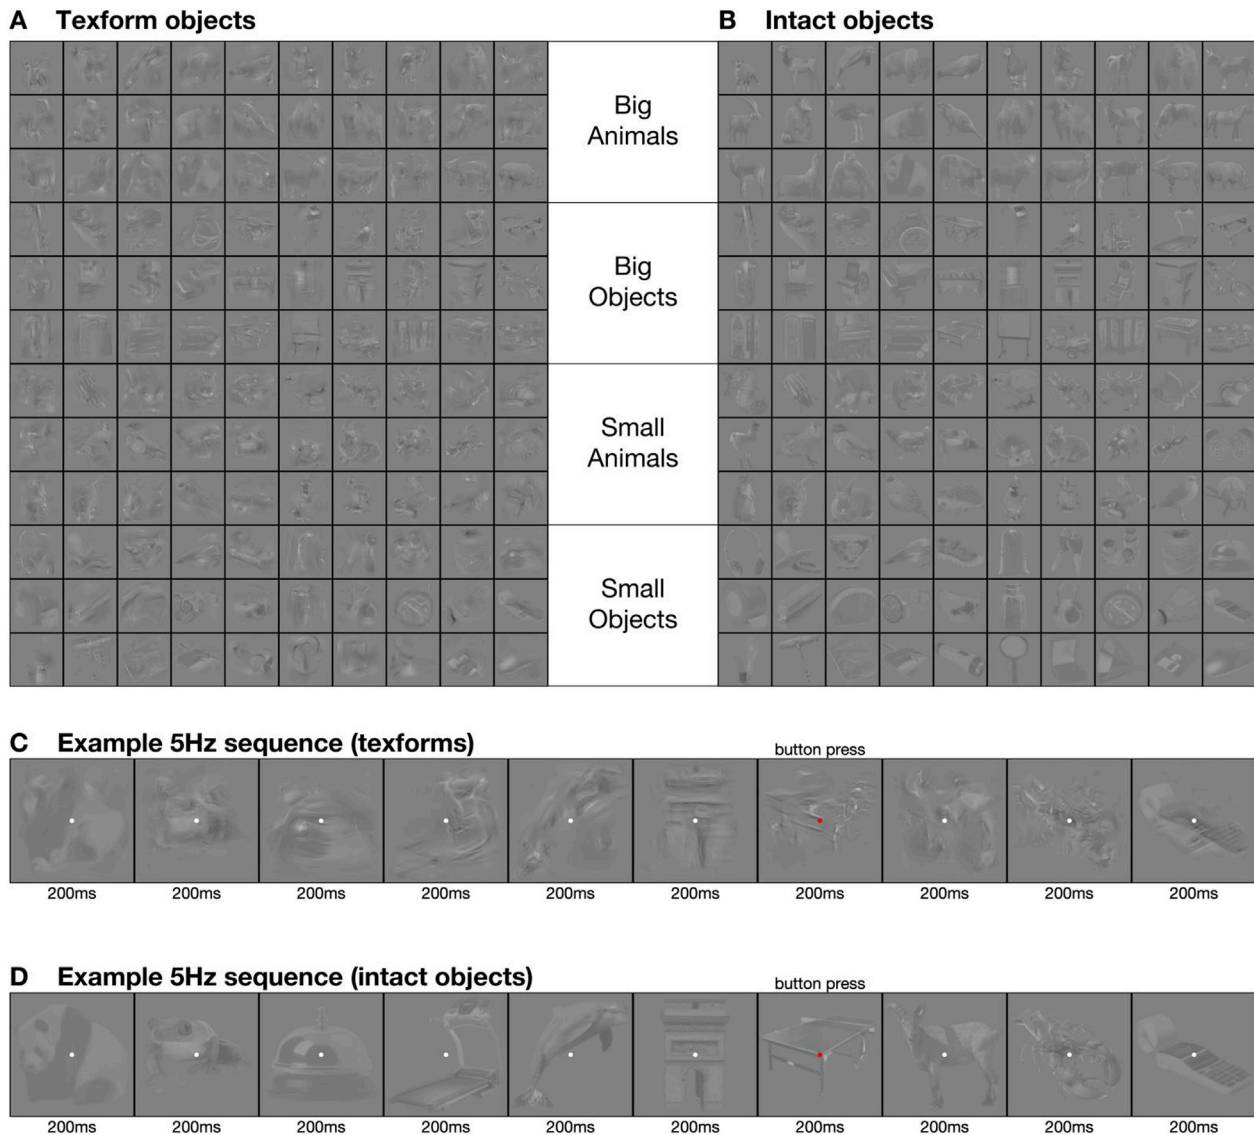 A Texform objects
B Intact objects
Big
Animals
Big
Objects
Small
Animals
Small
Objects
C Example 5Hz sequence (texforms)
button press
200ms 200ms 200ms 200ms 200ms 200ms 200ms 200ms 200ms 200ms
D Example 5Hz sequence (intact objects)
button press
200ms 200ms 200ms 200ms 200ms 200ms 200ms 200ms 200ms 200ms